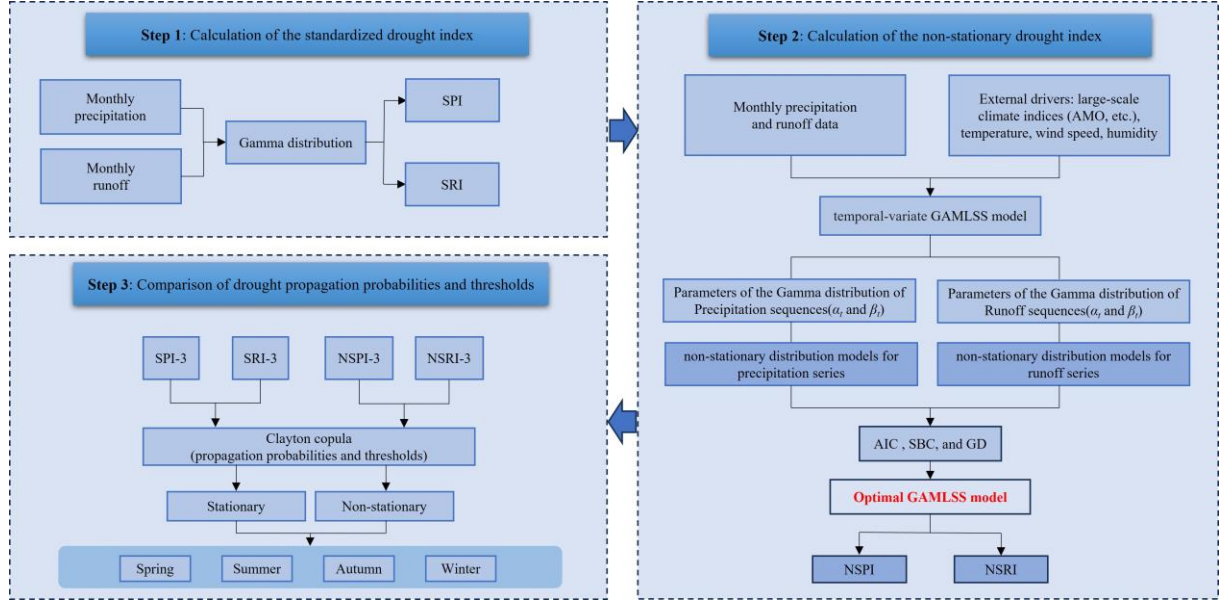 Step 1: Calculation of the standardized drought index
Monthly
precipitation
Monthly
runoff
Gamma distribution
SPI
SRI
Step 2: Calculation of the non-stationary drought index
Monthly precipitation
and runoff data
External drivers: large-scale
climate indices (AMO, etc.),
temperature, wind speed, humidity
temporal-variate GAMLSS model
Parameters of the Gamma distribution of
Precipitation sequences(αt and βt)
Parameters of the Gamma distribution of
Runoff sequences(αt and βt)
non-stationary distribution models for
precipitation series
non-stationary distribution models for
runoff series
AIC , SBC, and GD
Optimal GAMLSS model
NSPI
NSRI
Step 3: Comparison of drought propagation probabilities and thresholds
SPI-3
SRI-3
NSPI-3
NSRI-3
Clayton copula
(propagation probabilities and thresholds)
Stationary
Non-stationary
Spring
Summer
Autumn
Winter